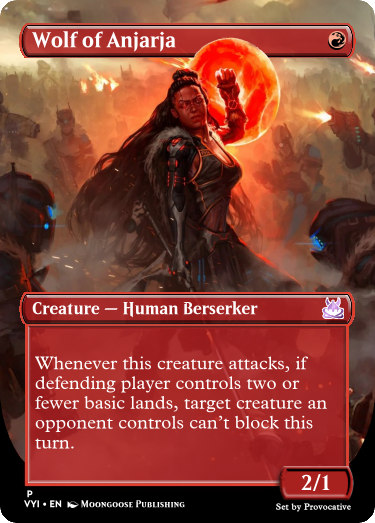 Wolf of Anjarja
Creature — Human Berserker
Whenever this creature attacks, if
defending player controls two or
fewer basic lands, target creature an
opponent controls can't block this
turn.
2/1
P
VYI • EN Moongoose Publishing
Set by Provocative